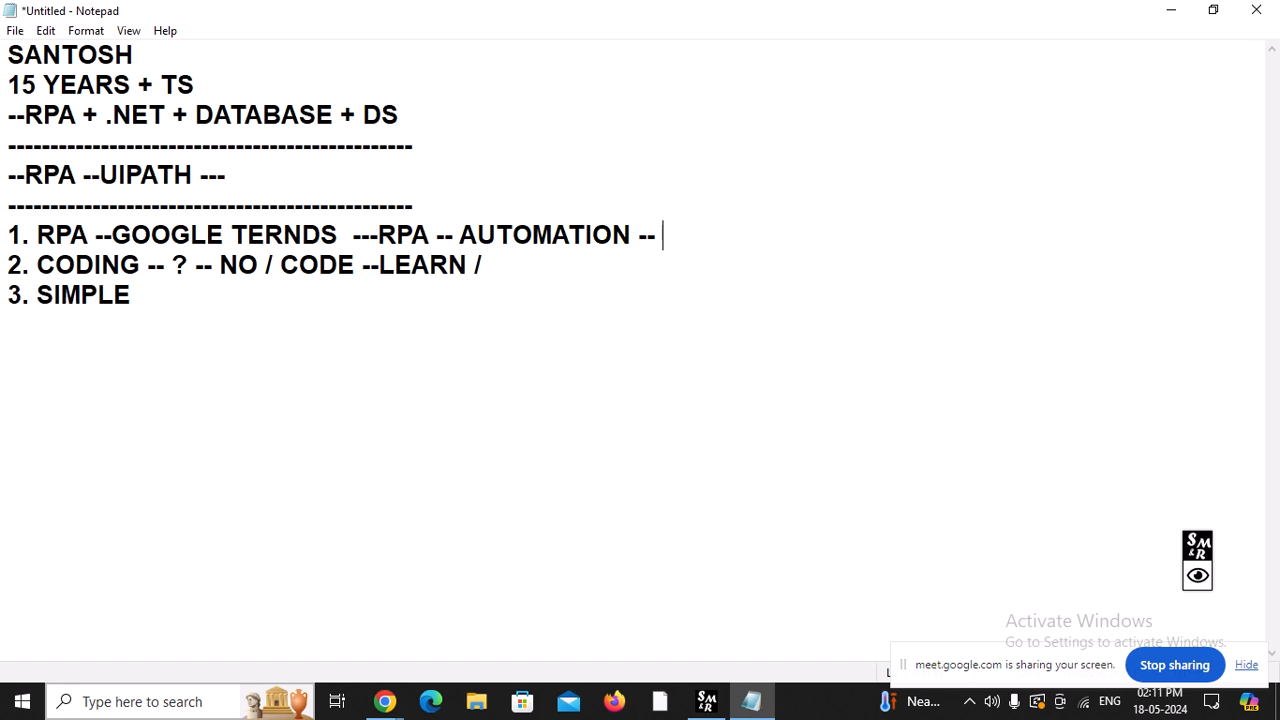 *Untitled - Notepad
File Edit Format View Help
SANTOSH
15 YEARS + TS
--RPA + .NET + DATABASE + DS
------------------------------------------------
--RPA --UIPATH ---
------------------------------------------------
1. RPA --GOOGLE TERNDS  ---RPA -- AUTOMATION --
2. CODING -- ? -- NO / CODE --LEARN /
3. SIMPLE
S M & R
Activate Windows
Go to Settings to activate Windows.
meet.google.com is sharing your screen. Stop sharing Hide
Type here to search
S M & R
Nea...
ENG
02:11 PM
18-05-2024
PRE